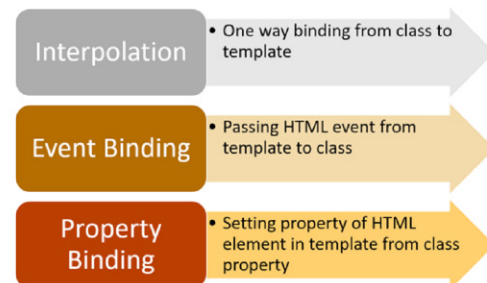 Interpolation
• One way binding from class to
template
Event Binding
• Passing HTML event from
template to class
Property
Binding
• Setting property of HTML
element in template from class
property